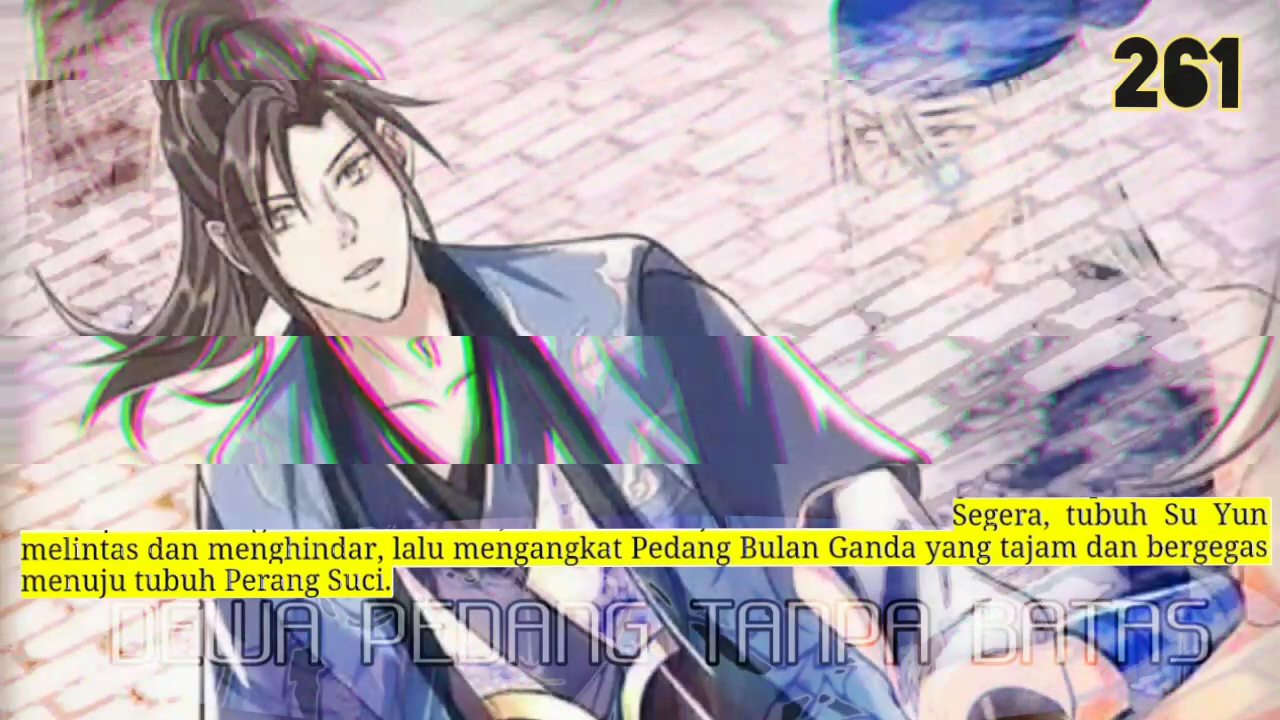 261
Segera, tubuh Su Yun
melintas dan menghindar, lalu mengangkat Pedang Bulan Ganda yang tajam dan bergegas
menuju tubuh Perang Suci.
DEWA PEDANG TANPA BATAS